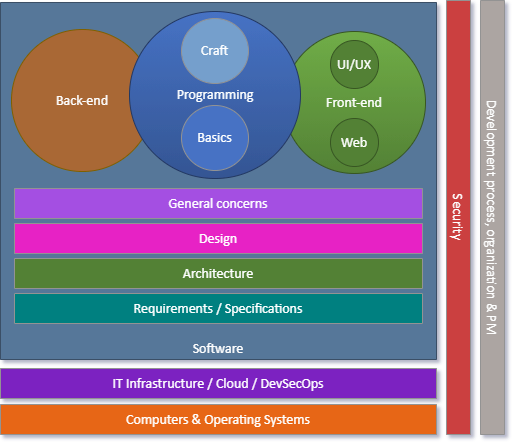 Craft
Programming
Basics
Back-end
UI/UX
Front-end
Web
General concerns
Design
Architecture
Requirements / Specifications
Software
IT Infrastructure / Cloud / DevSecOps
Computers & Operating Systems
Security
Development process, organization & PM